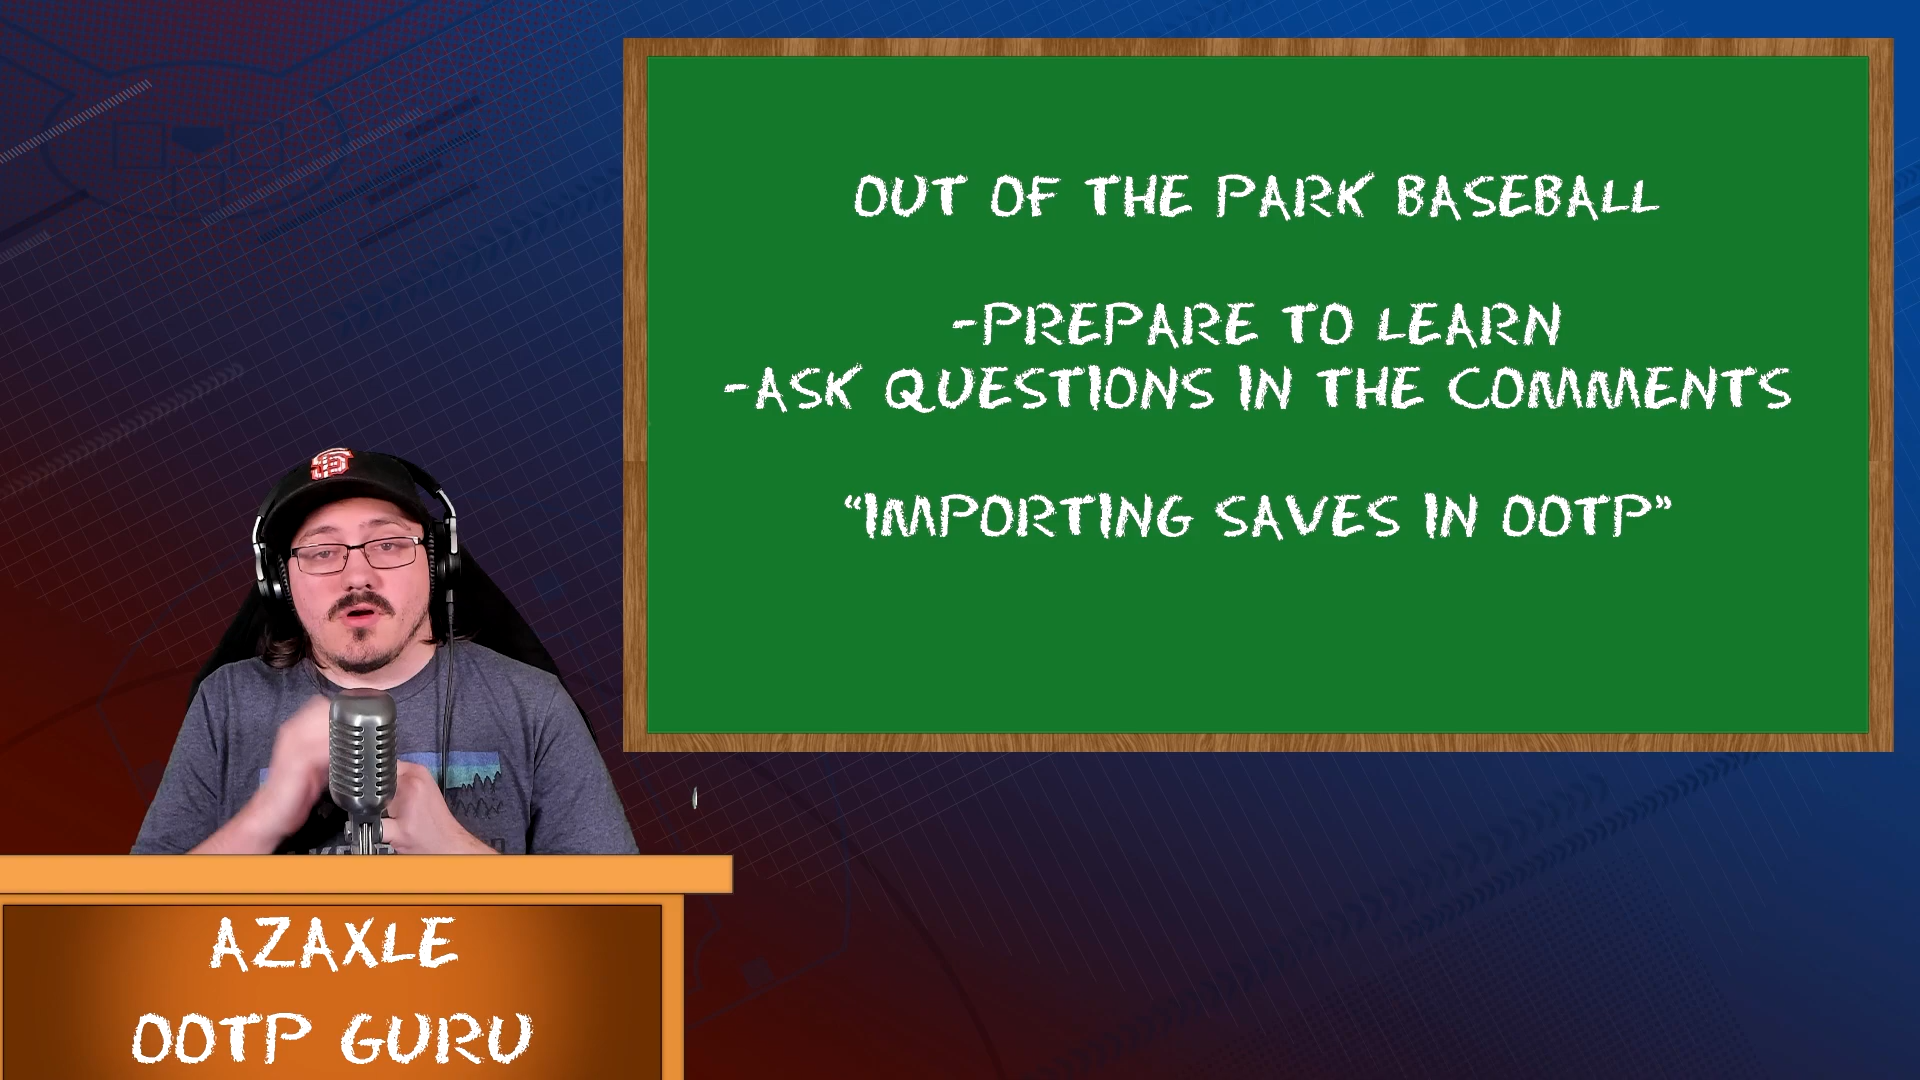 OUT OF THE PARK BASEBALL
-PREPARE TO LEARN
-ASK QUESTIONS IN THE COMMENTS
“IMPORTING SAVES IN OOTP”
SF
AZAXLE
OOTP GURU